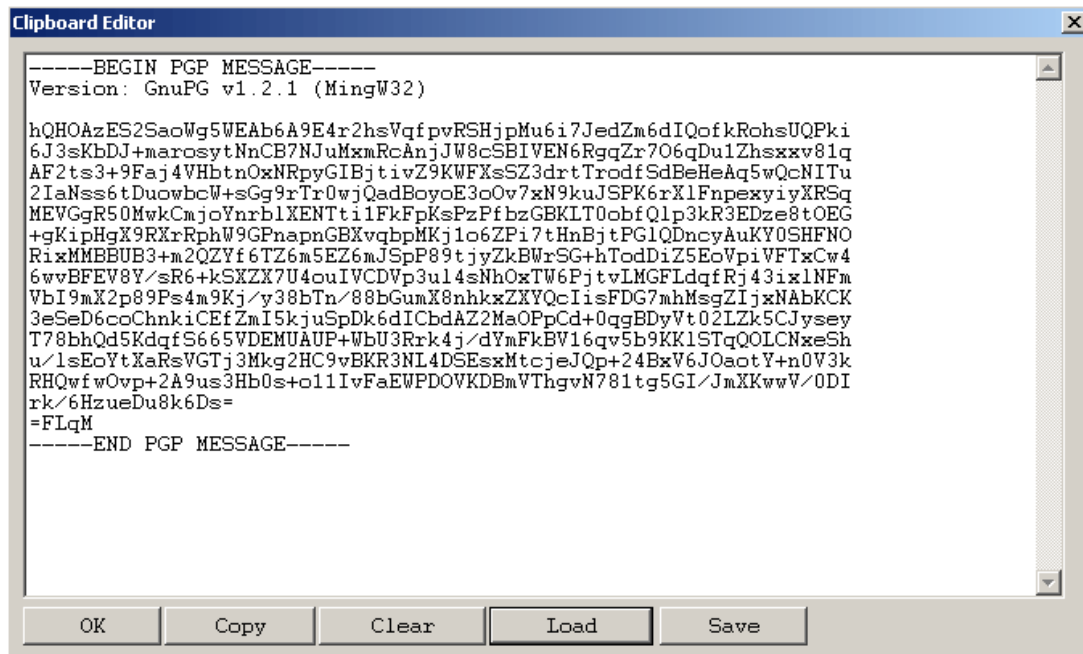 Clipboard Editor
-----BEGIN PGP MESSAGE-----
Version: GnuPG v1.2.1 (MingW32)
hQHOAzES2SaoWg5WEAb6A9E4r2hsVqfpvRSHjpMu6i7JedZm6dIQofkRohsUQPki
6J3sKbDJ+marosytNnCB7NJuMxmRcAnjJW8cSBIVEN6RgqZr7O6qDu1Zhsxxv81q
AF2ts3+9Faj4VHbtnOxNRpyGIBjtivZ9KWFXsSZ3drtTrodfSdBeHeAq5wQcNITu
2IaNss6tDuowbcW+sGg9rTr0wjQadBoyoE3oOv7xN9kuJSPK6rXlFnpexyiyXRSq
MEVGgR50MwkCmjoYnrblXENTti1FkFpKsPzPfbzGBKLT0obfQlp3kR3EDze8tOEG
+gKipHgX9RXrRphW9GPnapnGBXvqbpMKj1o6ZPi7tHnBjtPGlQDncyAuKY0SHFNO
RixMMBBUB3+m2QZYf6TZ6m5EZ6mJSpP89tjyZkBWrSG+hTodDiZ5EoVpiVFTxCw4
6wvBFEV8Y/sR6+kSXZX7U4ouIVCDVp3ul4sNhOxTW6PjtvLMGFLdqfRj43ixlNFm
VbI9mX2p89Ps4m9Kj/y38bTn/88bGumX8nhkxZXYQcIisFDG7mhMsgZIjxNAbKCK
3eSeD6coChnkiCEfZmI5kjuSpDk6dICbdAZ2MaOPpCd+0qgBDyVt02LZk5CJysey
T78bhQd5KdqfS665VDEMUAUP+WbU3Rrk4j/dYmFkBV16qv5b9KKlSTqQOLCNxeSh
u/lsEoYtXaRsVGTj3Mkg2HC9vBKR3NL4DSEsxMtcjeJQp+24BxV6JOaotY+n0V3k
RHQwfwOvp+2A9us3Hb0s+o11IvFaEWPDOVKDBmVThgvN781tg5GI/JmXKwwV/0DI
rk/6HzueDu8k6Ds=
=FLqM
-----END PGP MESSAGE-----
OK Copy Clear Load Save